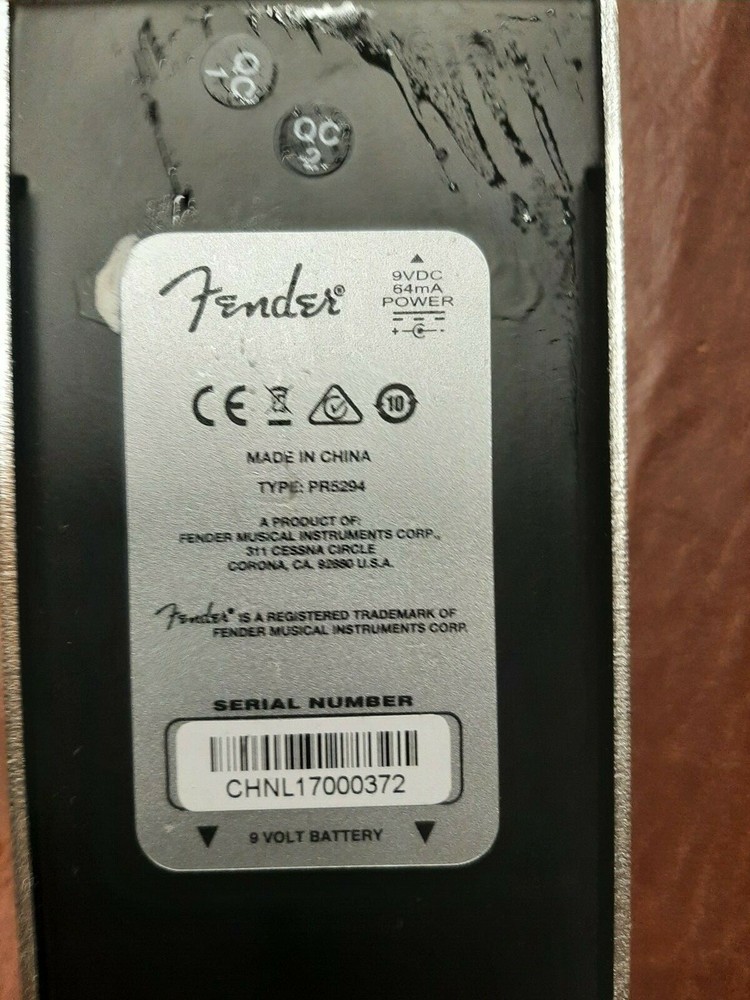 QC
1
QC
2
Fender®
9VDC
64mA
POWER
+ -
CE
10
MADE IN CHINA
TYPE: PR5294
A PRODUCT OF:
FENDER MUSICAL INSTRUMENTS CORP.,
311 CESSNA CIRCLE
CORONA, CA. 92880 U.S.A.
Fender® IS A REGISTERED TRADEMARK OF
FENDER MUSICAL INSTRUMENTS CORP.
SERIAL NUMBER
CHNL17000372
9 VOLT BATTERY